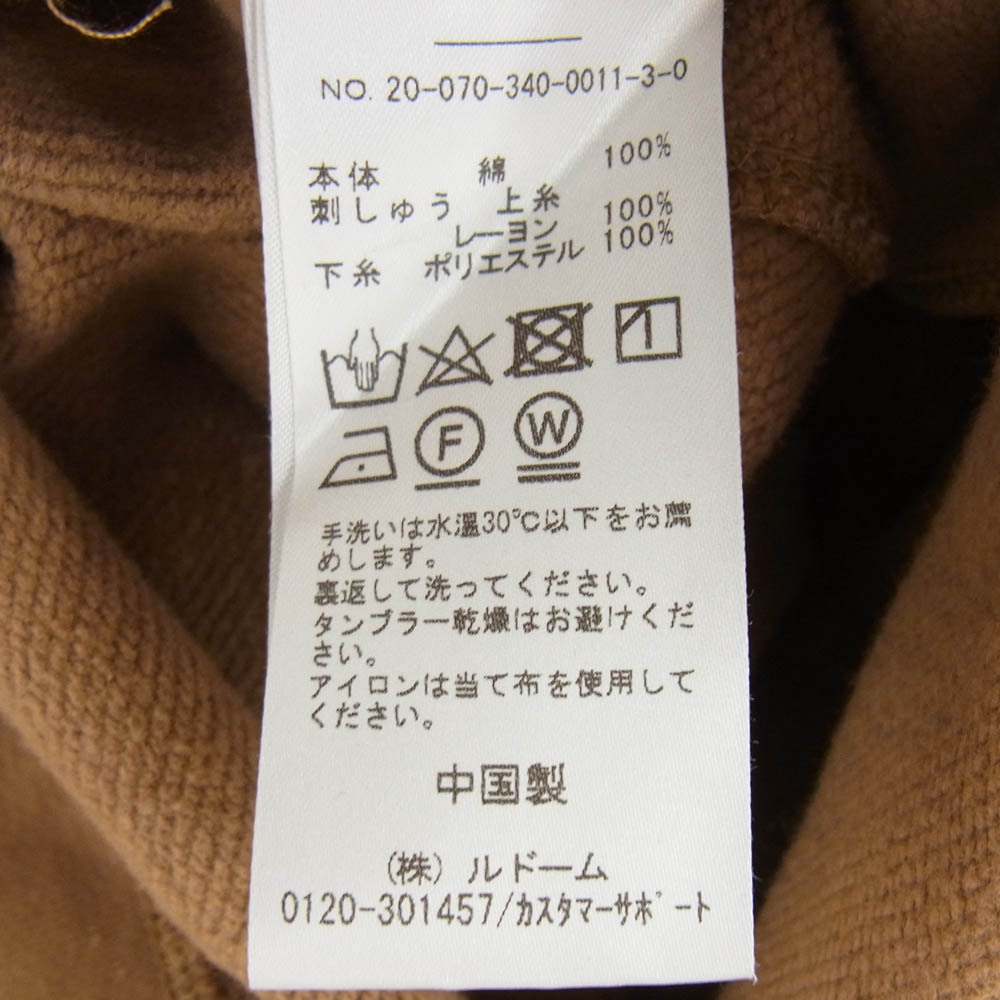 NO. 20-070-340-0011-3-0
本体 綿 100%
刺しゅう 上糸
レーヨン 100%
下糸 ポリエステル 100%
F W
手洗いは水温30℃以下をお薦
めします。
裏返して洗ってください。
タンブラー乾燥はお避けくだ
さい。
アイロンは当て布を使用して
ください。
中国製
(株) ルドーム
0120-301457/カスタマーサポート